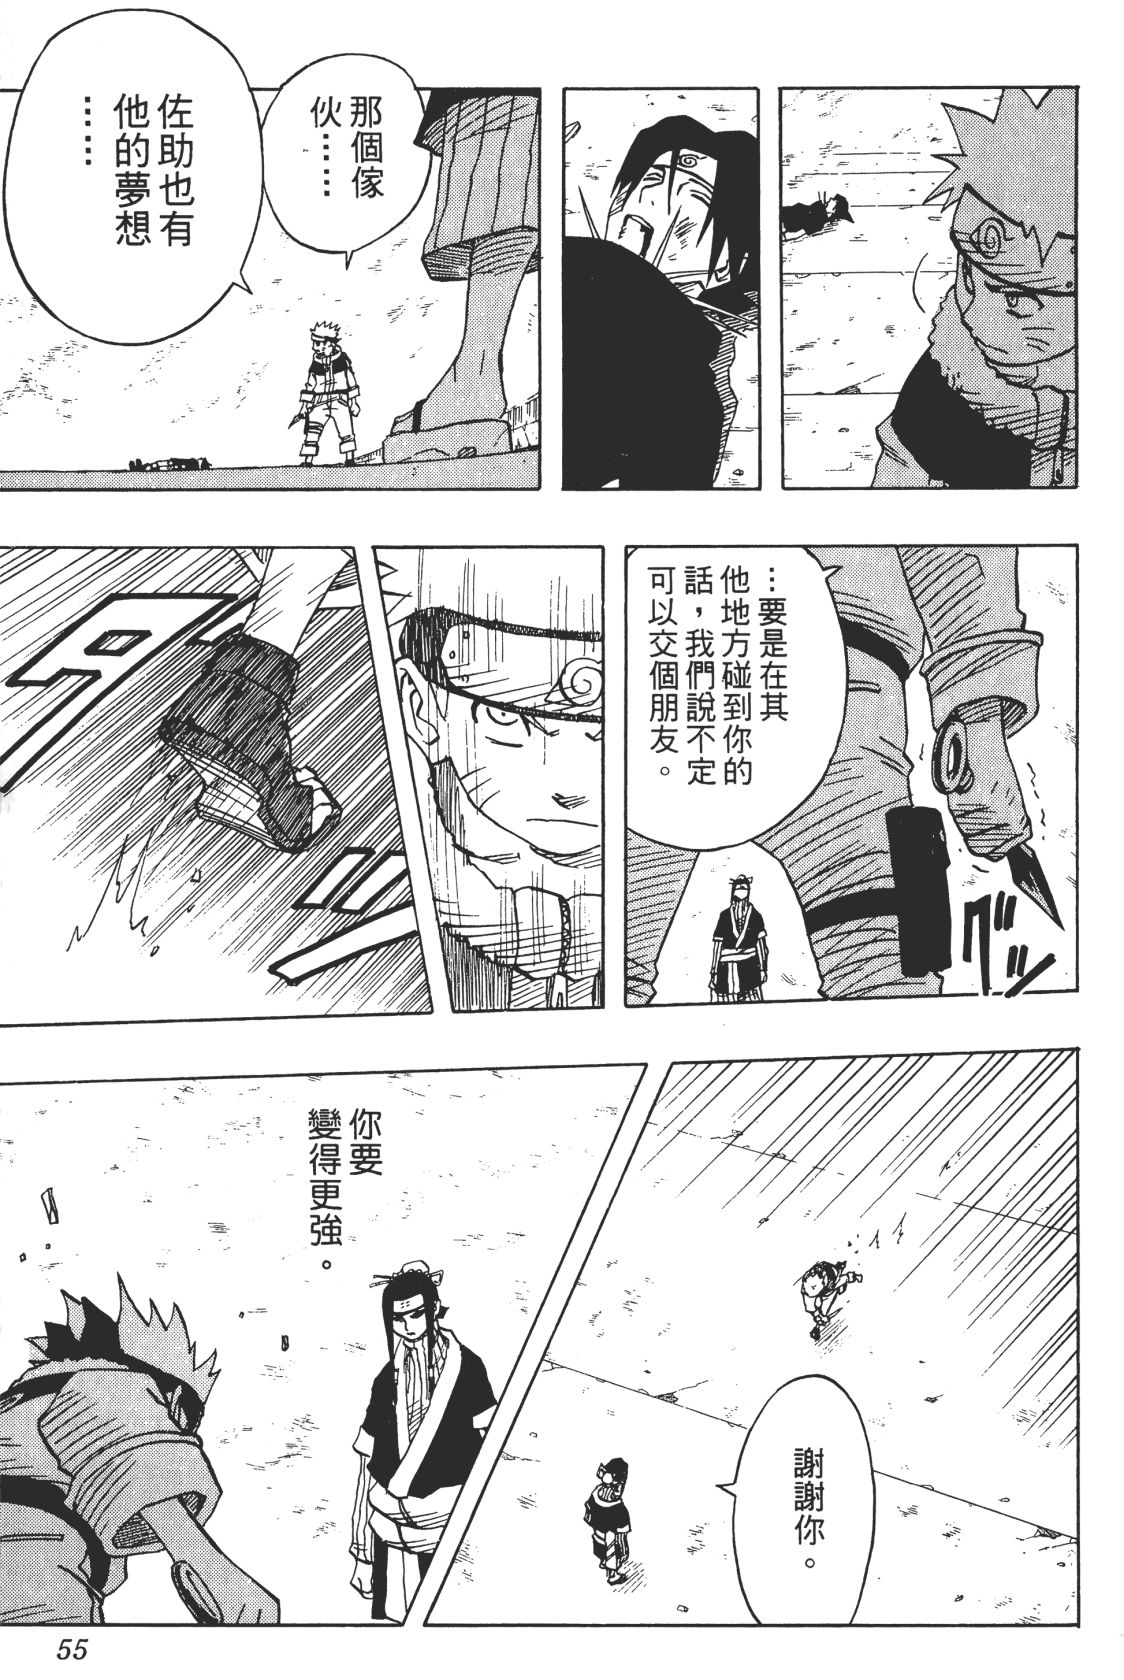 那個傢
伙……
佐助也有
他的夢想
……
…要是在其
他地方碰到你的
話，我們說不定
可以交個朋友。
グッ
謝謝你。
你要
變得更強。
55